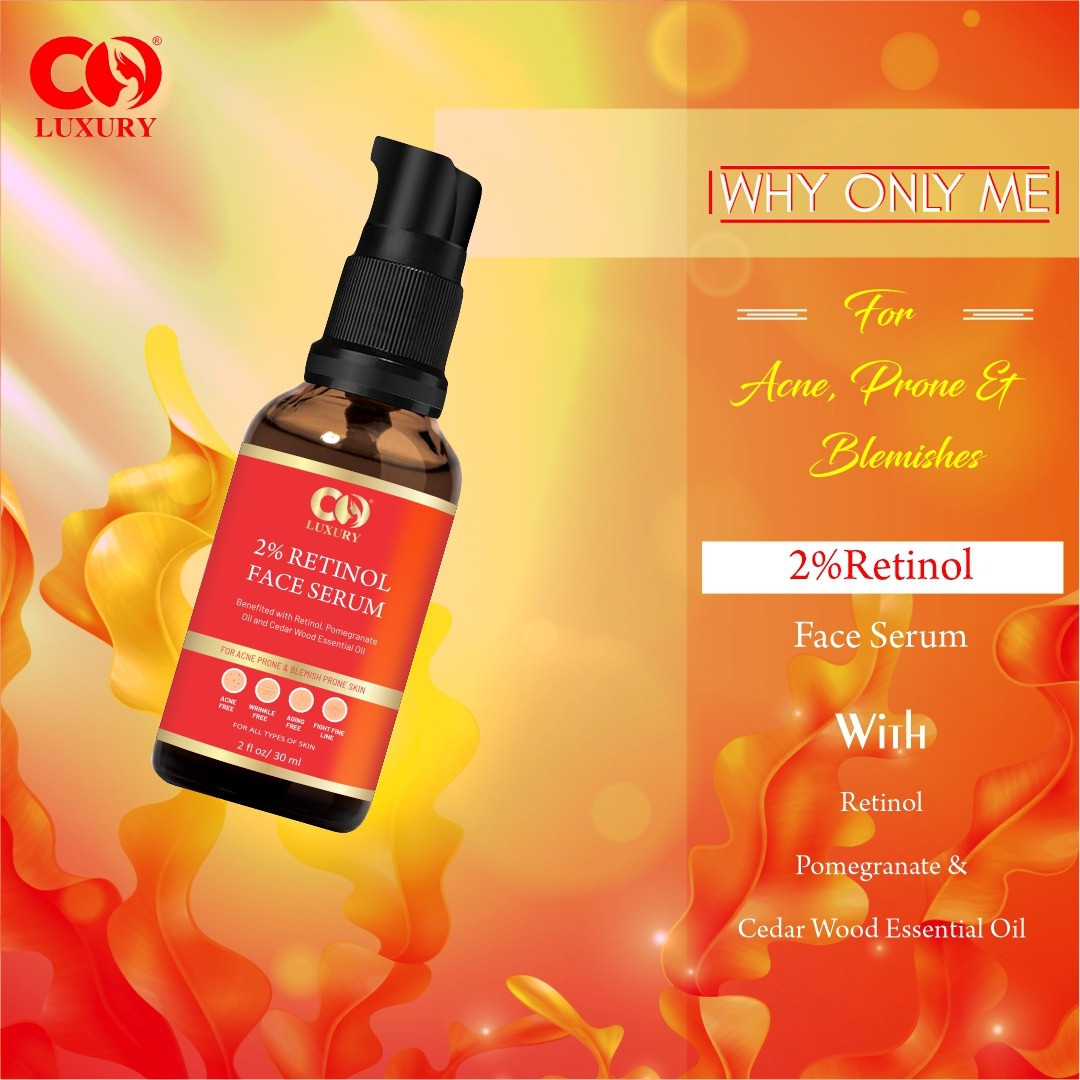 CO
®
LUXURY
WHY ONLY ME
For
Acne, Prone &
Blemishes
2%Retinol
Face Serum
With
Retinol
Pomegranate &
Cedar Wood Essential Oil
CO
®
LUXURY
2% RETINOL
FACE SERUM
Benefited with Retinol, Pomegranate
Oil and Cedar Wood Essential Oil
FOR ACNE PRONE & BLEMISH PRONE SKIN
ACNE
FREE
WRINKLE
FREE
AGING
FREE
FIGHT FINE
LINE
FOR ALL TYPES OF SKIN
2 fl oz/ 30 ml